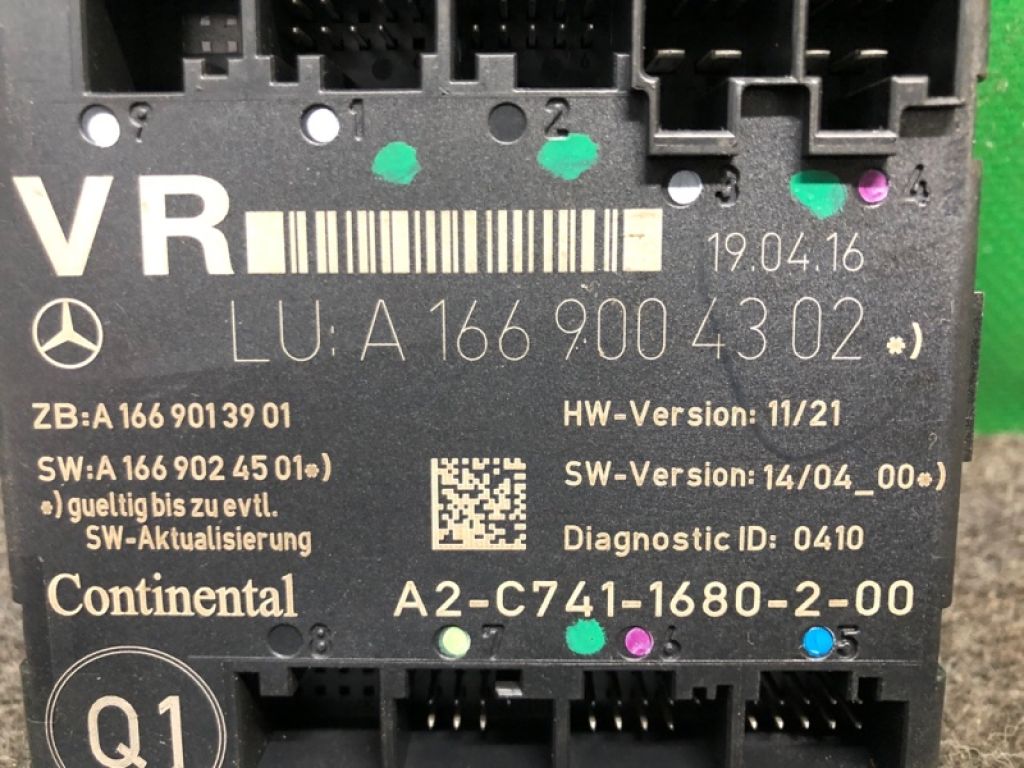 9 1 2
3 4
VR
19.04.16
LU: A 166 900 43 02 *)
ZB:A 166 901 39 01
HW-Version: 11/21
SW:A 166 902 45 01*)
SW-Version: 14/04_00*)
*) gueltig bis zu evtl.
SW-Aktualisierung
Diagnostic ID: 0410
Continental
A2-C741-1680-2-00
8 7 6 5
Q1